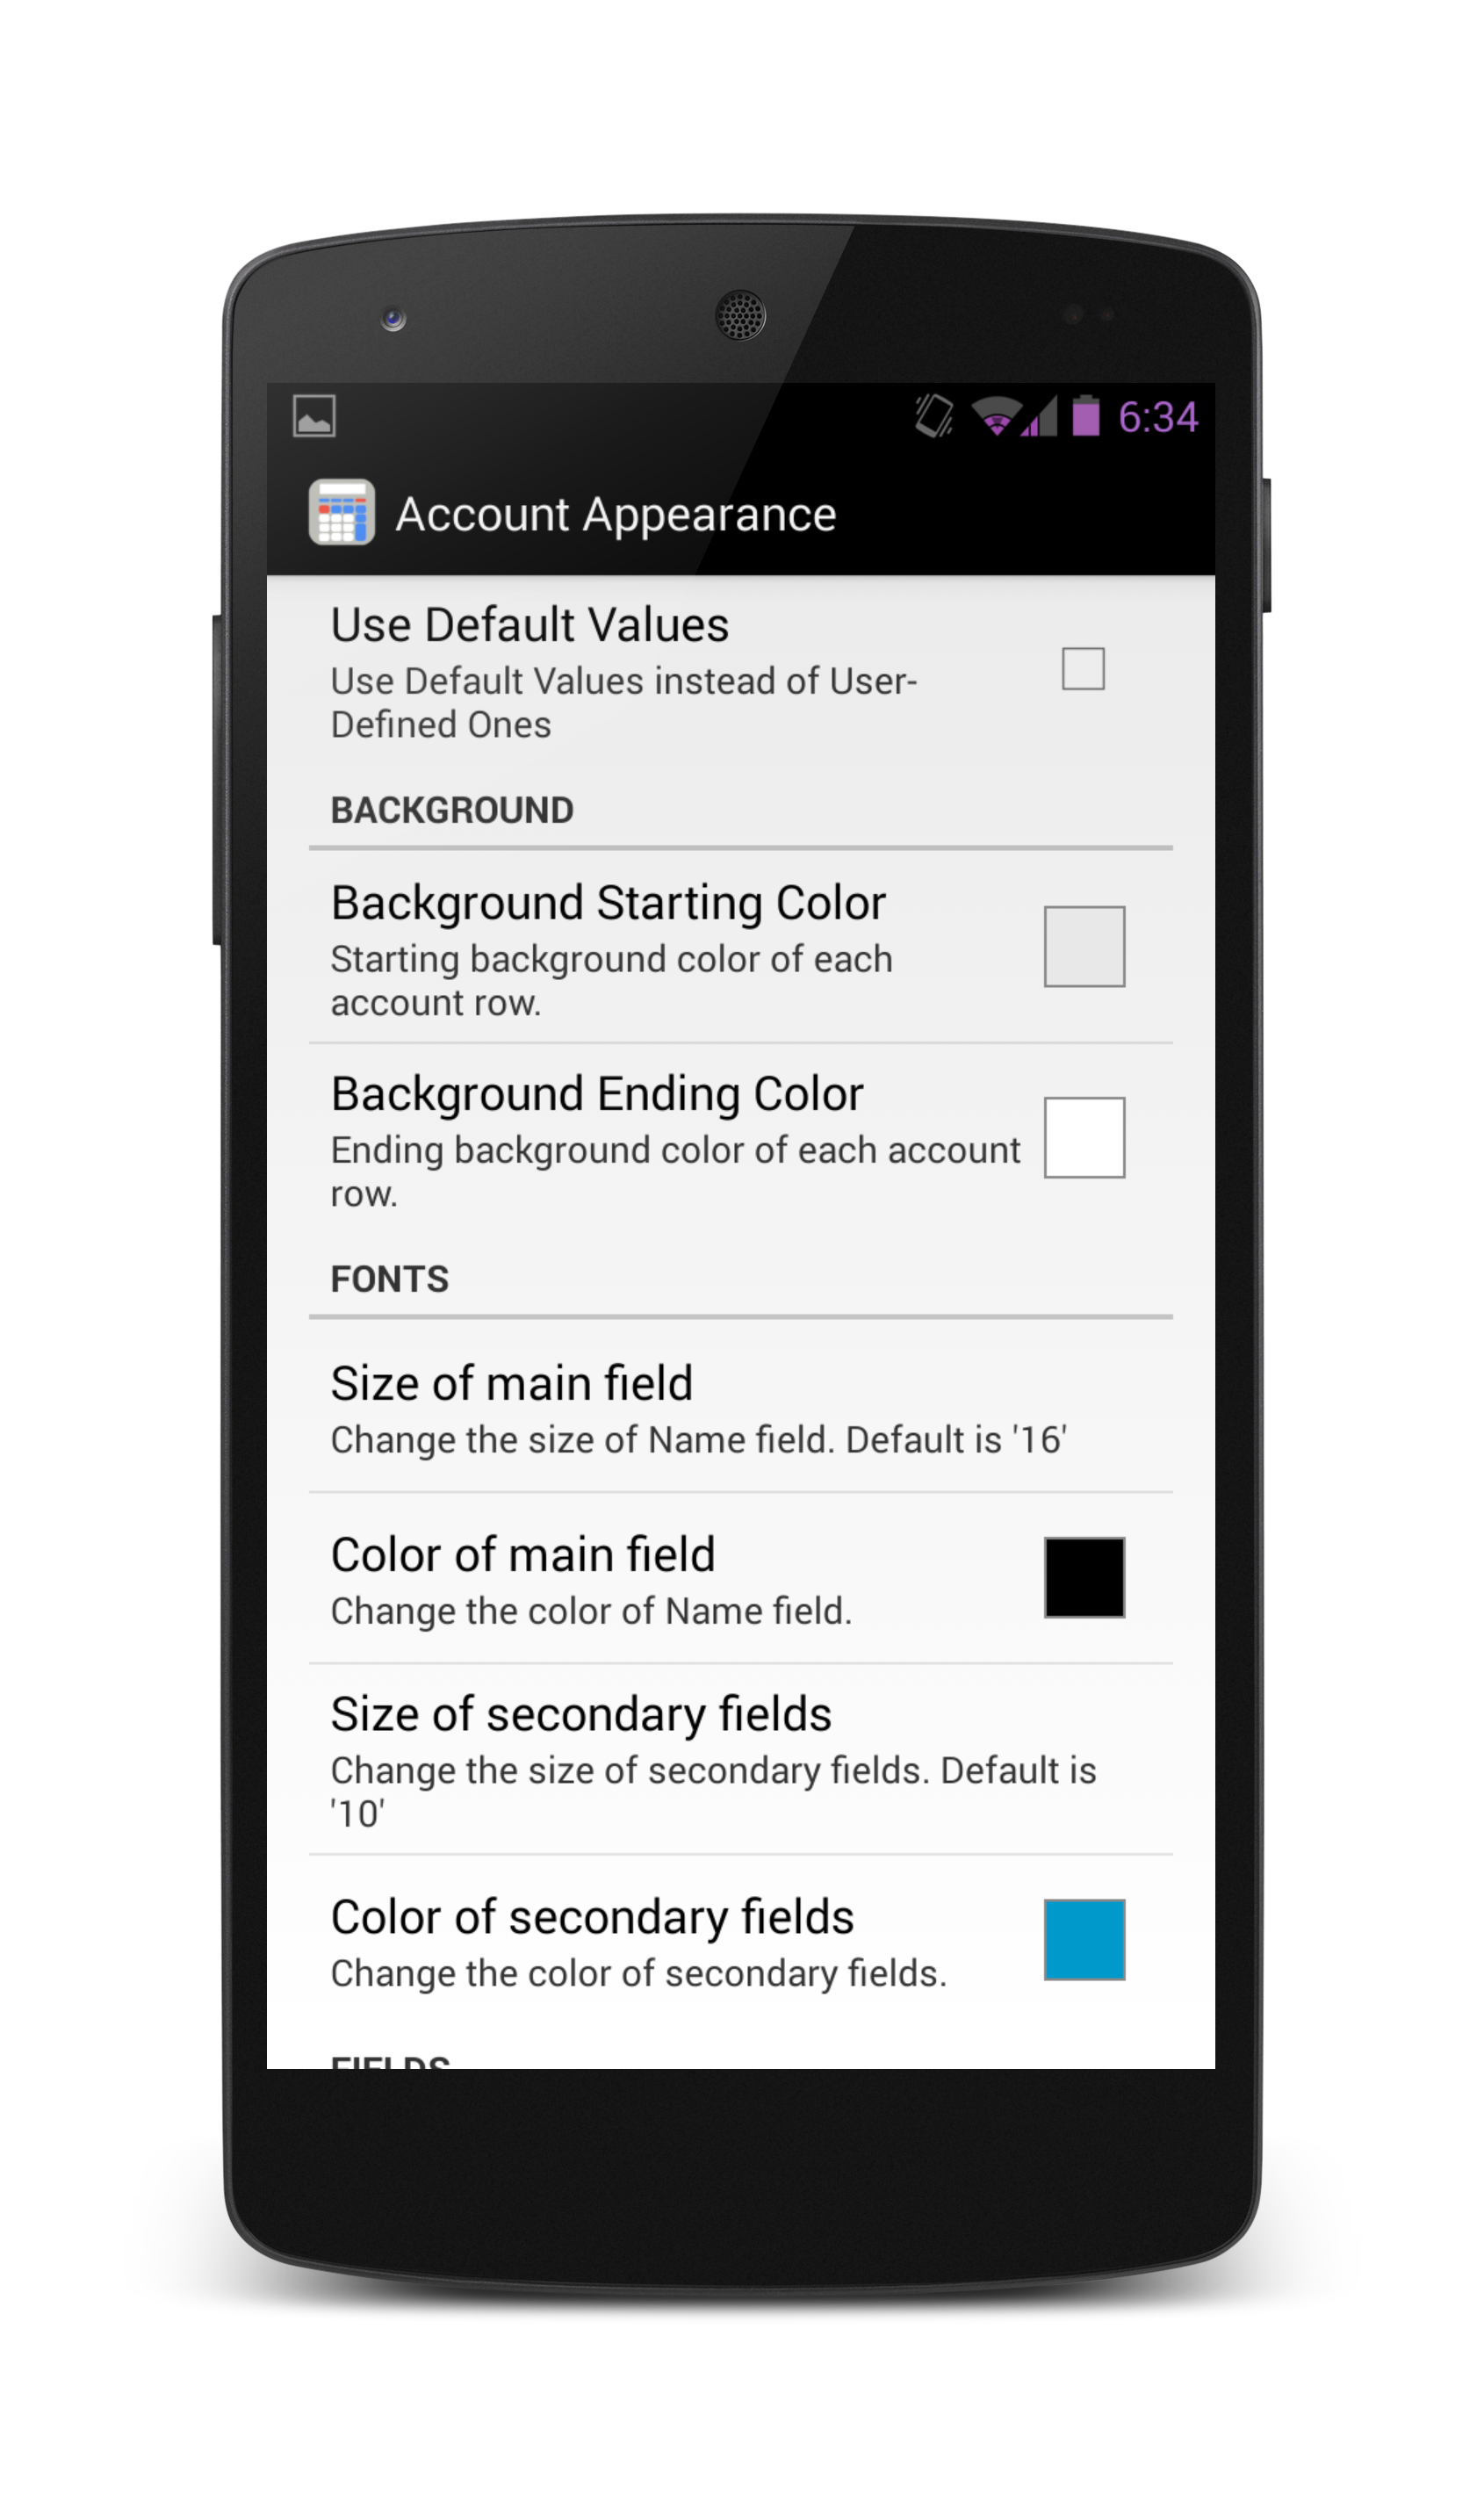 6:34
Account Appearance
Use Default Values
Use Default Values instead of User-
Defined Ones
BACKGROUND
Background Starting Color
Starting background color of each
account row.
Background Ending Color
Ending background color of each account
row.
FONTS
Size of main field
Change the size of Name field. Default is '16'
Color of main field
Change the color of Name field.
Size of secondary fields
Change the size of secondary fields. Default is
'10'
Color of secondary fields
Change the color of secondary fields.
FIELDS